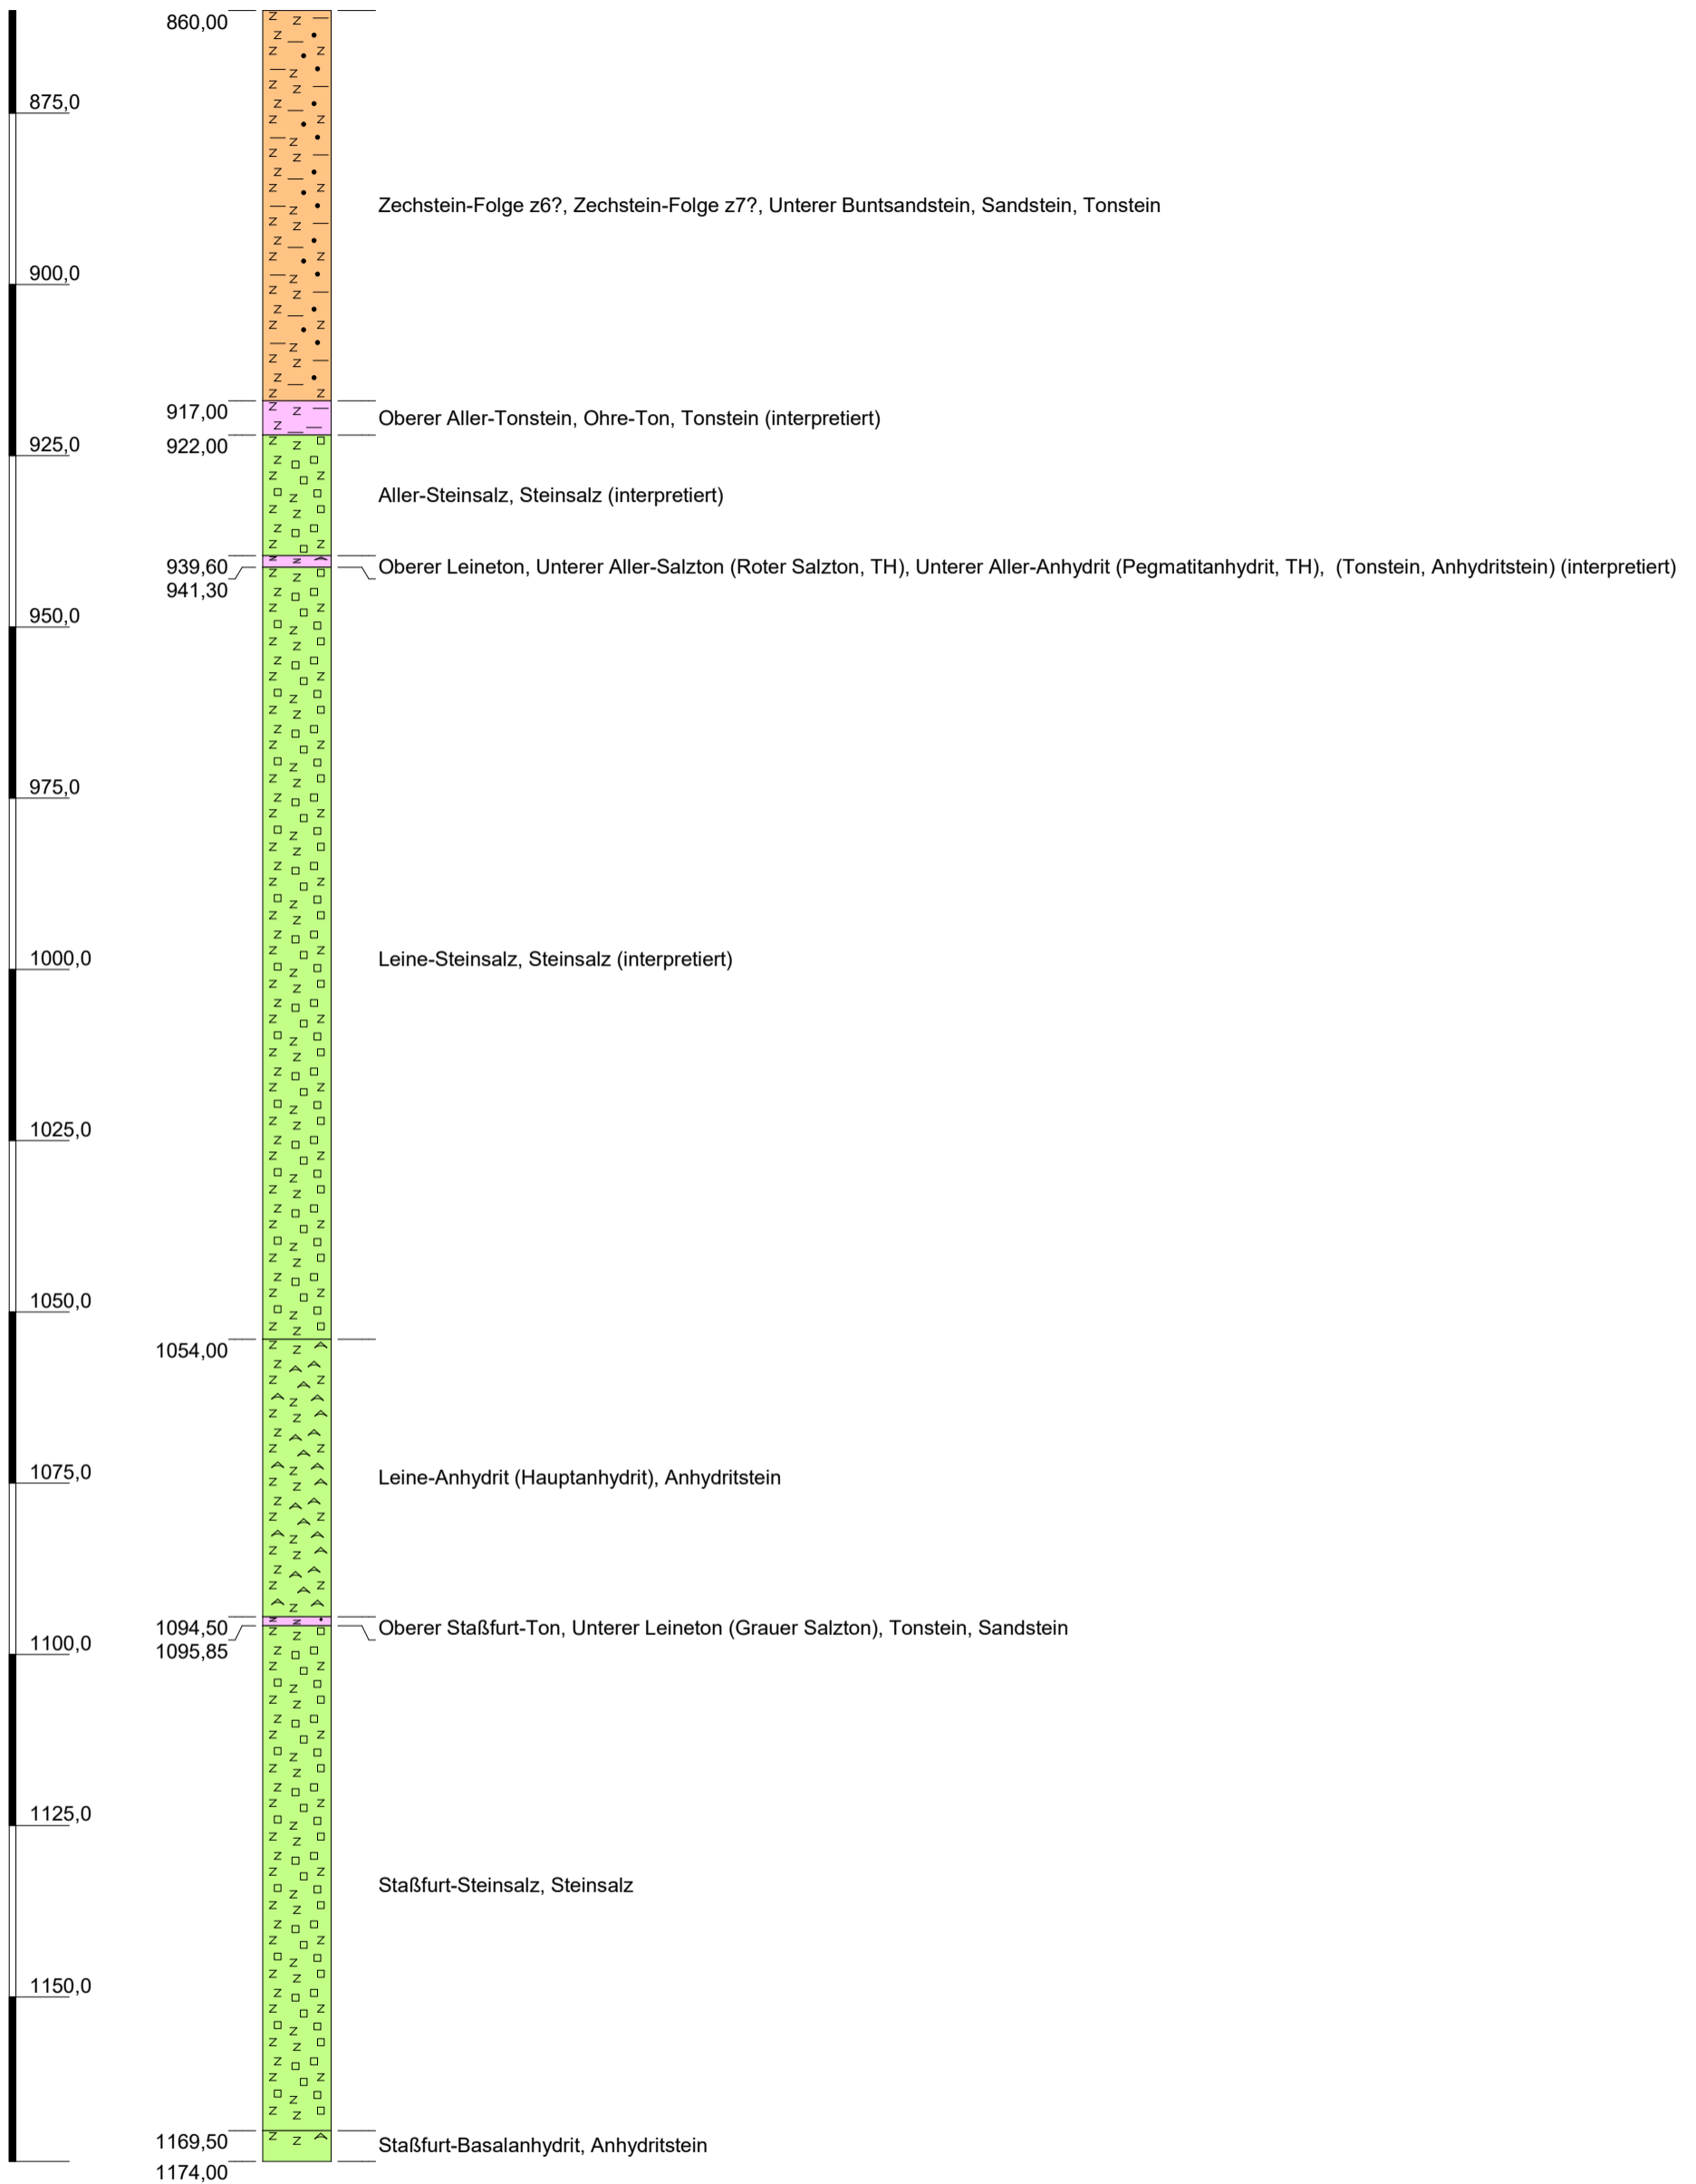 860,00
875,0
Zechstein-Folge z6?, Zechstein-Folge z7?, Unterer Buntsandstein, Sandstein, Tonstein
900,0
917,00
Oberer Aller-Tonstein, Ohre-Ton, Tonstein (interpretiert)
922,00
925,0
Aller-Steinsalz, Steinsalz (interpretiert)
939,60
Oberer Leineton, Unterer Aller-Salzton (Roter Salzton, TH), Unterer Aller-Anhydrit (Pegmatitanhydrit, TH), (Tonstein, Anhydritstein) (interpretiert)
941,30
950,0
975,0
1000,0
Leine-Steinsalz, Steinsalz (interpretiert)
1025,0
1050,0
1054,00
1075,0
Leine-Anhydrit (Hauptanhydrit), Anhydritstein
1094,50
Oberer Staßfurt-Ton, Unterer Leineton (Grauer Salzton), Tonstein, Sandstein
1095,85
1100,0
1125,0
Staßfurt-Steinsalz, Steinsalz
1150,0
1169,50
Staßfurt-Basalanhydrit, Anhydritstein
1174,00